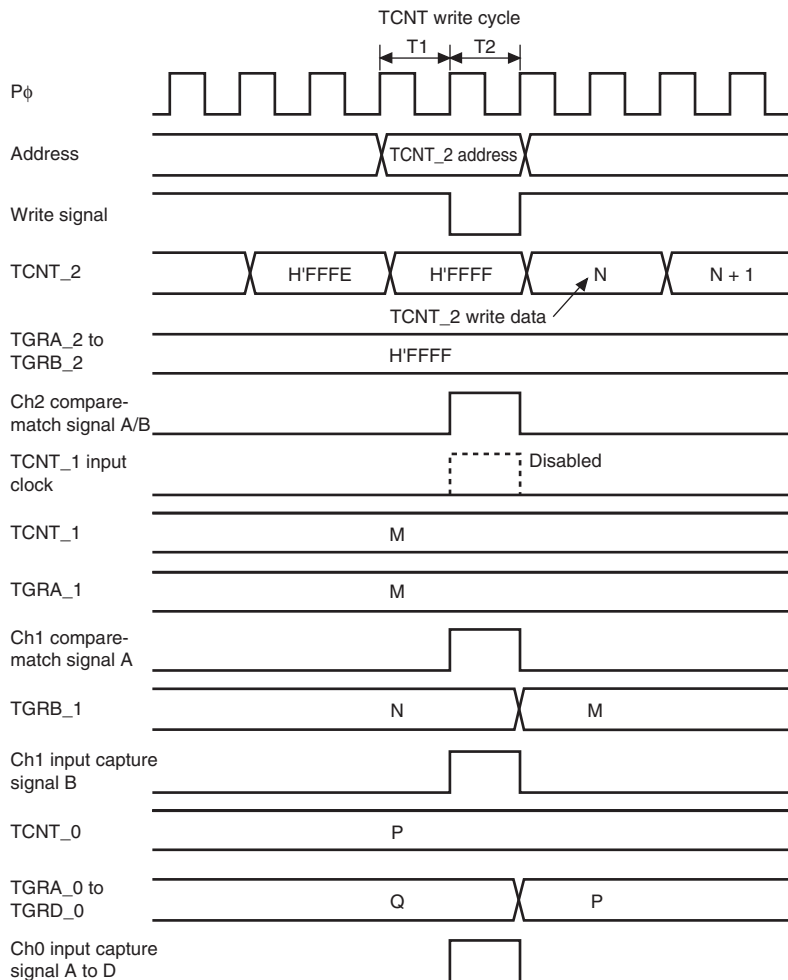 TCNT write cycle
T1 T2
Pϕ
Address
TCNT_2 address
Write signal
TCNT_2
H'FFFE H'FFFF N N + 1
TCNT_2 write data
TGRA_2 to
TGRB_2
H'FFFF
Ch2 compare-
match signal A/B
TCNT_1 input
clock
Disabled
TCNT_1
M
TGRA_1
M
Ch1 compare-
match signal A
TGRB_1
N M
Ch1 input capture
signal B
TCNT_0
P
TGRA_0 to
TGRD_0
Q P
Ch0 input capture
signal A to D